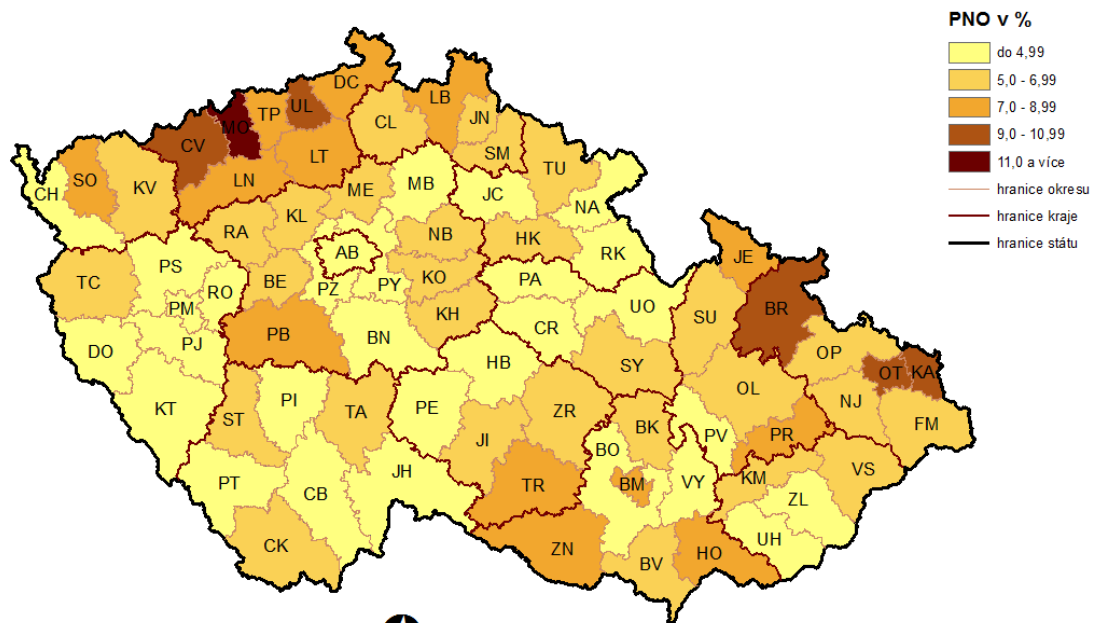 PNO v %
do 4,99
5,0 - 6,99
7,0 - 8,99
9,0 - 10,99
11,0 a více
hranice okresu
hranice kraje
hranice státu
DC
LB
UL
TP
MO
JN
CL
CV
LT
SM
TU
SO
KV
CH
LN
ME
MB
JC
NA
KL
RA
NB
HK
RK
AB
JE
PS
TC
RO
BE
PZ
PY
KO
PA
PM
KH
UO
SU
BR
DO
PJ
PB
BN
CR
OP
HB
SY
OT
KA
KT
PI
TA
PE
ZR
OL
NJ
ST
JI
BK
PV
PR
FM
BO
PT
CB
JH
TR
BM
VY
KM
VS
ZL
CK
ZN
BV
HO
UH